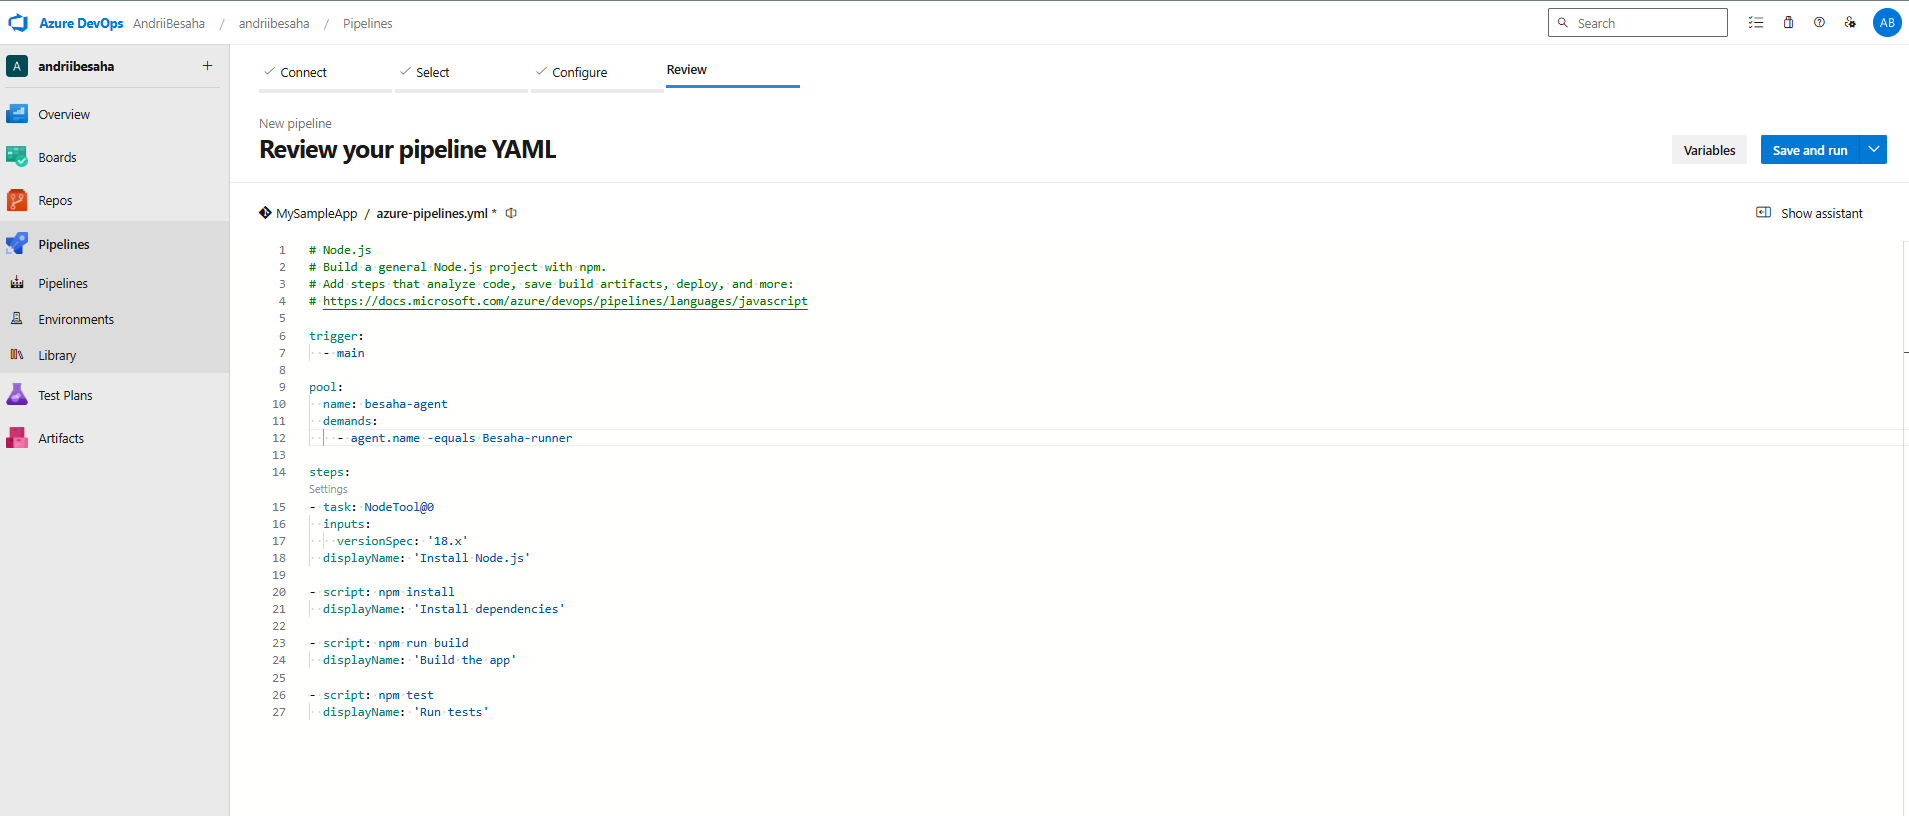 Azure DevOps AndriiBesaha / andriibesaha / Pipelines
Search
AB
A andriibesaha +
Overview
Boards
Repos
Pipelines
Pipelines
Environments
Library
Test Plans
Artifacts
Connect Select Configure Review
New pipeline
Review your pipeline YAML
Variables
Save and run
MySampleApp / azure-pipelines.yml *
Show assistant
1 # Node.js
2 # Build a general Node.js project with npm.
3 # Add steps that analyze code, save build artifacts, deploy, and more:
4 # https://docs.microsoft.com/azure/devops/pipelines/languages/javascript
5
6 trigger:
7   - main
8
9 pool:
10   name: besaha-agent
11   demands:
12     - agent.name -equals Besaha-runner
13
14 steps:
Settings
15 - task: NodeTool@0
16   inputs:
17     versionSpec: '18.x'
18   displayName: 'Install Node.js'
19
20 - script: npm install
21   displayName: 'Install dependencies'
22
23 - script: npm run build
24   displayName: 'Build the app'
25
26 - script: npm test
27   displayName: 'Run tests'